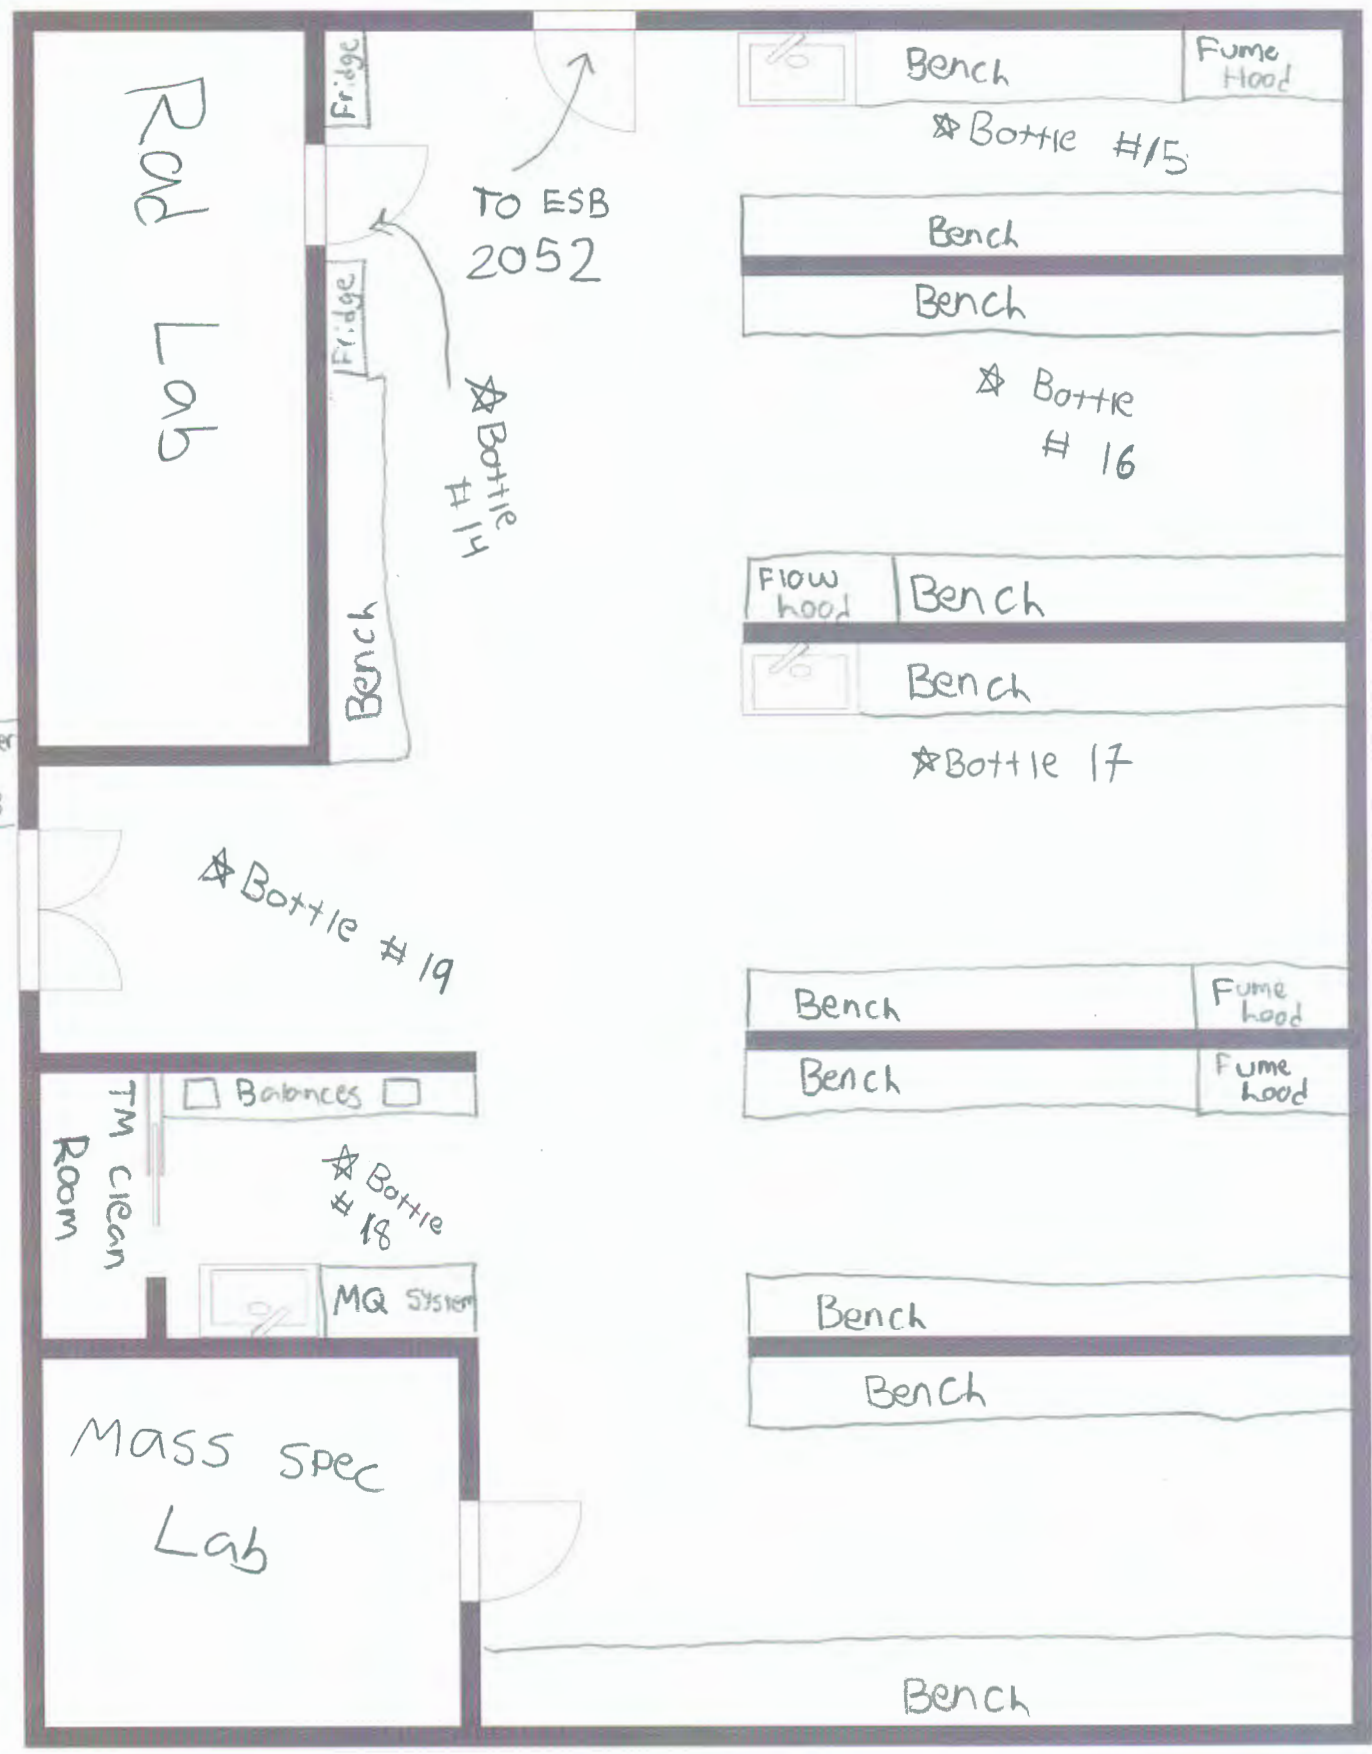 Fridge
Bench
Fume
Hood
☆ Bottle #15
Rad Lab
TO ESB
2052
Bench
Fridge
Bench
☆ Bottle
# 14
☆ Bottle
# 16
Bench
Flow
hood
Bench
Bench
☆ Bottle 17
☆ Bottle # 19
Bench
Fume
hood
Balances
Bench
Fume
hood
TM Clean
Room
☆ Bottle
# 18
MQ System
Bench
Bench
Mass Spec
Lab
Bench